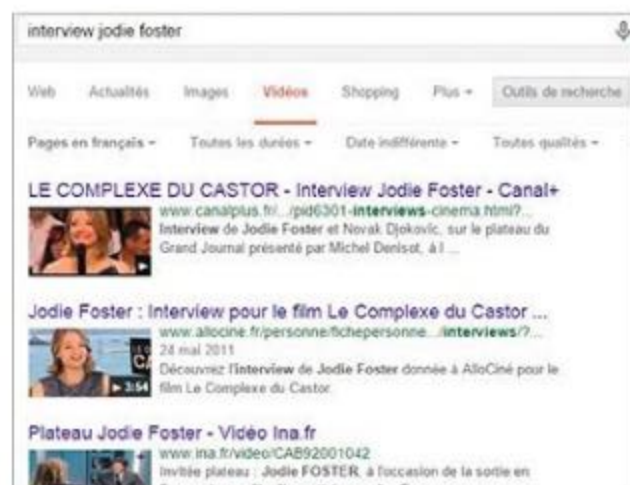 interview jodie foster
Web Actualités Images Vidéos Shopping Plus Outils de recherche
Pages en français Toutes les durées Date indifférente Toutes qualités
LE COMPLEXE DU CASTOR - Interview Jodie Foster - Canal+
www.canalplus.fr/.../pid6301-interviews-cinema.html?...
Interview de Jodie Foster et Novak Djokovic, sur le plateau du
Grand Journal présenté par Michel Denisot, à l ...
Jodie Foster : Interview pour le film Le Complexe du Castor ...
www.allocine.fr/personne/fichepersonne.../interviews/?...
24 mai 2011
Découvrez l'interview de Jodie Foster donnée à AlloCiné pour le
3:54 film Le Complexe du Castor.
Plateau Jodie Foster - Vidéo Ina.fr
www.ina.fr/video/CAB92001042
Invitée plateau : Jodie FOSTER, à l'occasion de la sortie en